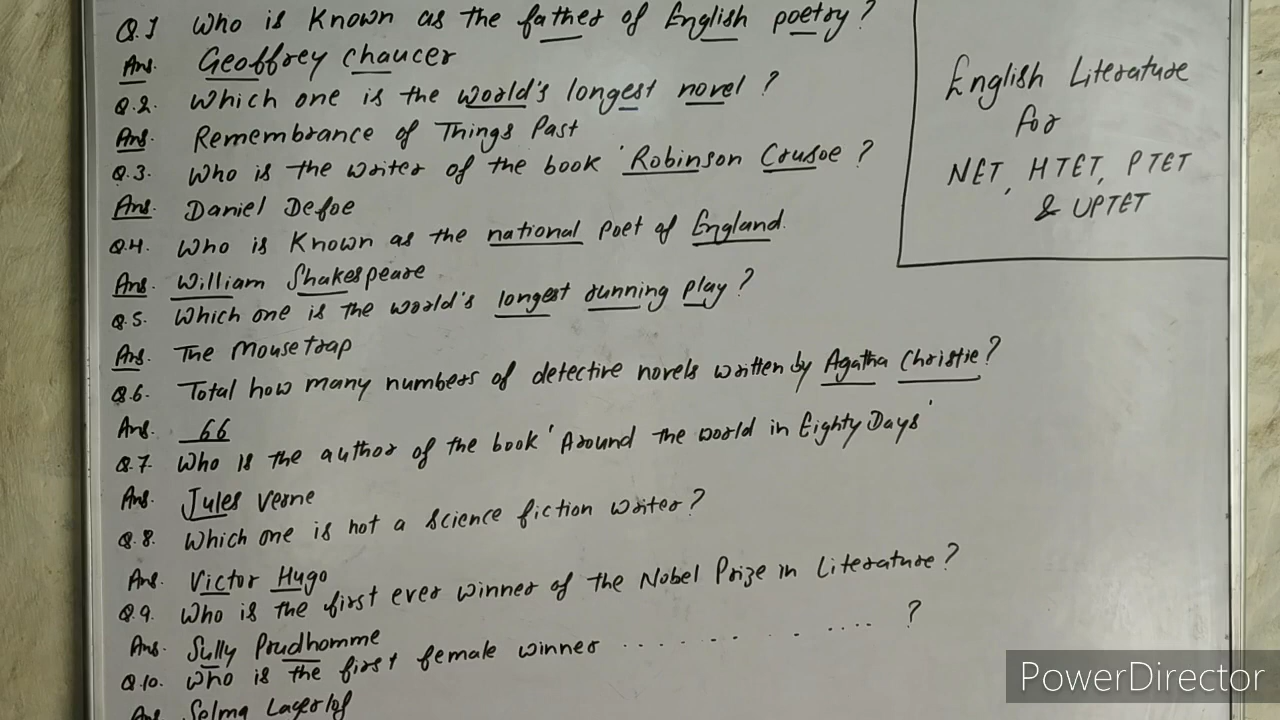 Q.1 Who is Known as the father of English poetry?
Ans. Geoffrey Chaucer
Q.2. Which one is the world's longest novel?
Ans. Remembrance of Things Past
Q.3. Who is the writer of the book 'Robinson Crusoe?
Ans. Daniel Defoe
Q.4. Who is Known as the national Poet of England.
Ans. William Shakespeare
Q.5. Which one is the world's longest running play?
Ans. The Mousetrap
Q.6. Total how many numbers of detective novels written by Agatha Christie?
Ans. 66
Q.7. Who is the author of the book 'Around the world in Eighty Days'
Ans. Jules Verne
Q.8. Which one is not a science fiction writer?
Ans. Victor Hugo
Q.9. Who is the first ever winner of the Nobel Prize in Literature?
Ans. Sully Prudhomme
Q.10. Who is the first female winner .............. ?
Ans Selma Lagerlof
English Literature
For
NET, HTET, PTET
& UPTET
PowerDirector